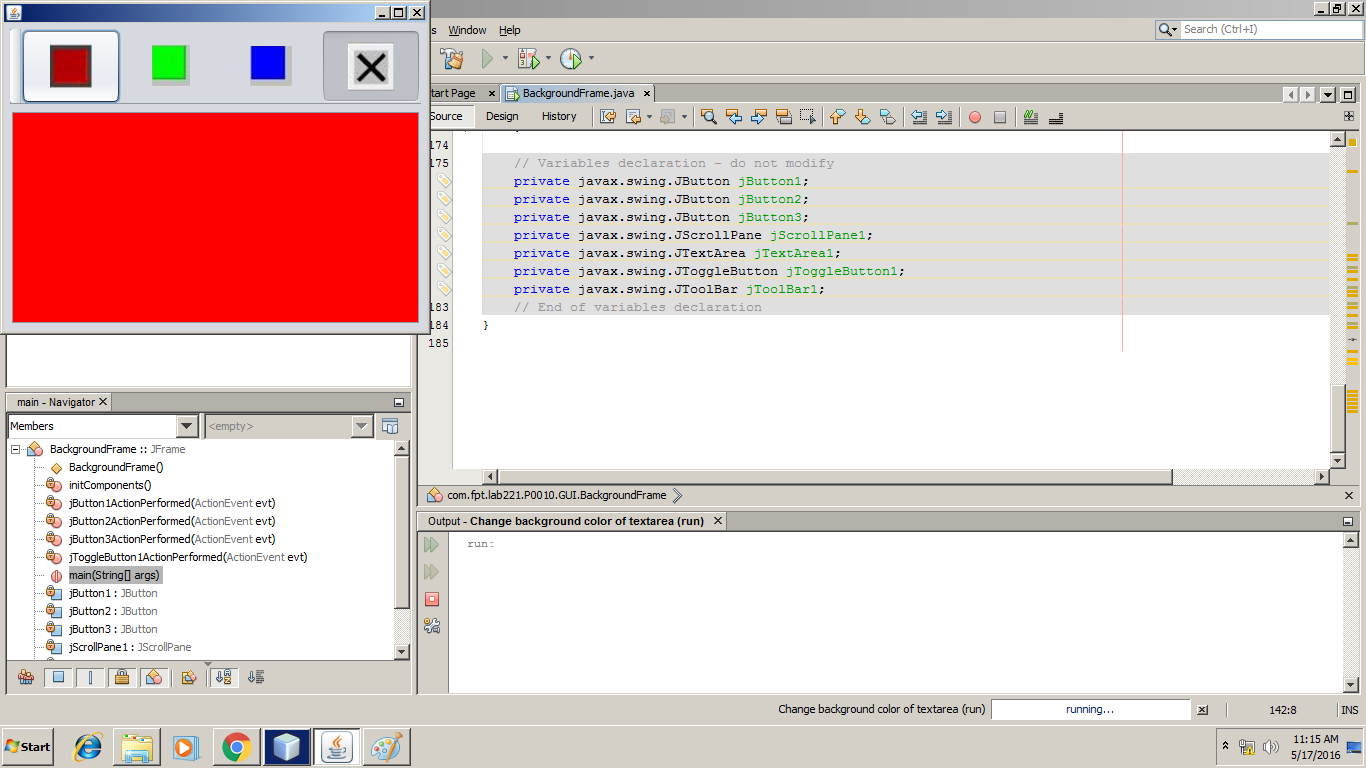 s Window Help
Search (Ctrl+I)
tart Page BackgroundFrame.java
Source Design History
174
175 // Variables declaration - do not modify
private javax.swing.JButton jButton1;
private javax.swing.JButton jButton2;
private javax.swing.JButton jButton3;
private javax.swing.JScrollPane jScrollPane1;
private javax.swing.JTextArea jTextArea1;
private javax.swing.JToggleButton jToggleButton1;
private javax.swing.JToolBar jToolBar1;
183 // End of variables declaration
184 }
185
com.fpt.lab221.P0010.GUI.BackgroundFrame
main - Navigator
Members <empty>
BackgroundFrame :: JFrame
BackgroundFrame()
initComponents()
jButton1ActionPerformed(ActionEvent evt)
jButton2ActionPerformed(ActionEvent evt)
jButton3ActionPerformed(ActionEvent evt)
jToggleButton1ActionPerformed(ActionEvent evt)
main(String[] args)
jButton1 : JButton
jButton2 : JButton
jButton3 : JButton
jScrollPane1 : JScrollPane
Output - Change background color of textarea (run)
run:
Change background color of textarea (run) running... 142:8 INS
Start
11:15 AM
5/17/2016